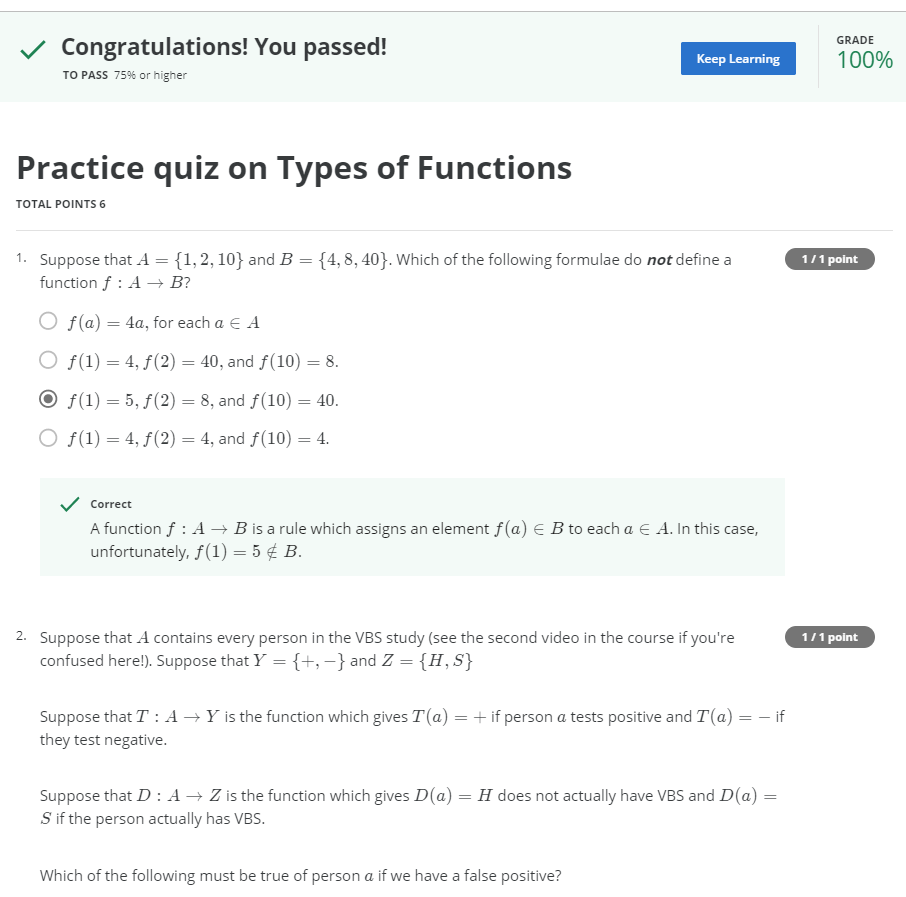 Congratulations! You passed!
TO PASS 75% or higher
Keep Learning
GRADE
100%
Practice quiz on Types of Functions
TOTAL POINTS 6
1. Suppose that A = {1, 2, 10} and B = {4, 8, 40}. Which of the following formulae do not define a
function f : A → B?
1 / 1 point
f(a) = 4a, for each a ∈ A
f(1) = 4, f(2) = 40, and f(10) = 8.
f(1) = 5, f(2) = 8, and f(10) = 40.
f(1) = 4, f(2) = 4, and f(10) = 4.
Correct
A function f : A → B is a rule which assigns an element f(a) ∈ B to each a ∈ A. In this case,
unfortunately, f(1) = 5 ∉ B.
2. Suppose that A contains every person in the VBS study (see the second video in the course if you're
confused here!). Suppose that Y = {+, −} and Z = {H, S}
1 / 1 point
Suppose that T : A → Y is the function which gives T(a) = + if person a tests positive and T(a) = − if
they test negative.
Suppose that D : A → Z is the function which gives D(a) = H does not actually have VBS and D(a) =
S if the person actually has VBS.
Which of the following must be true of person a if we have a false positive?